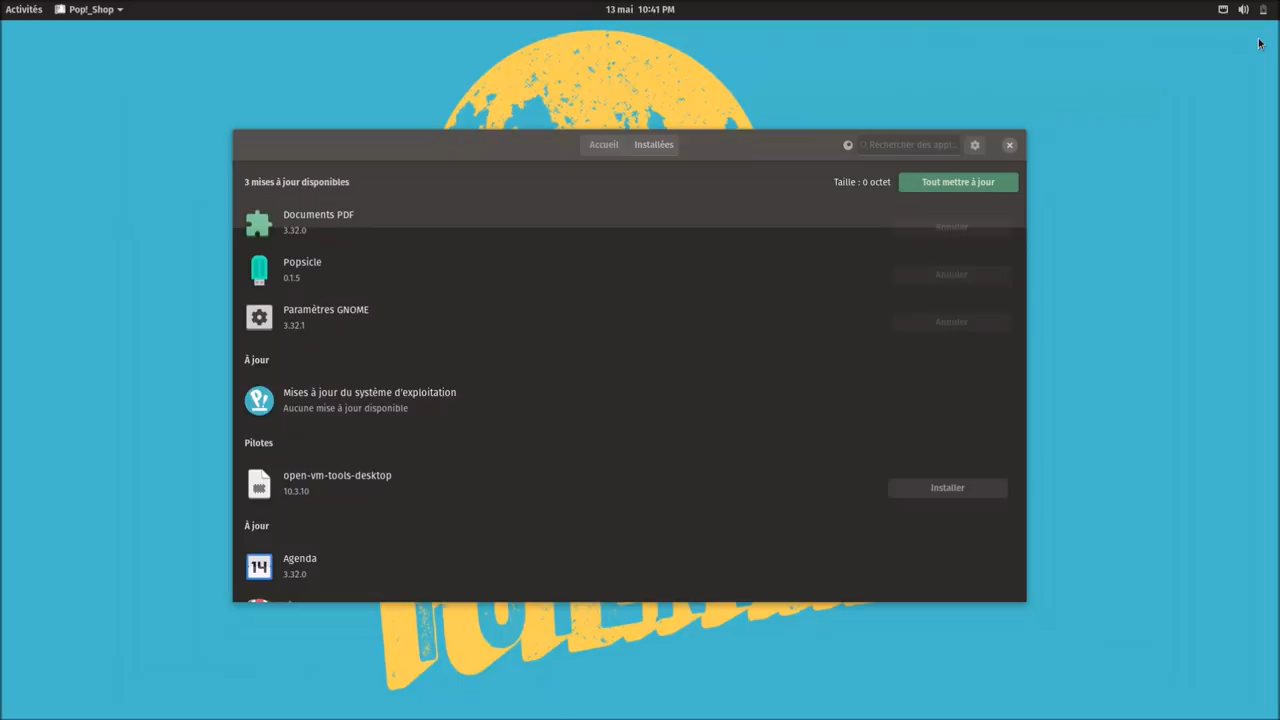 Activités Pop!_Shop 13 mai 10:41 PM
Accueil Installées Rechercher des appl...
3 mises à jour disponibles Taille : 0 octet Tout mettre à jour
Documents PDF
3.32.0 Annuler
Popsicle
0.1.5 Annuler
Paramètres GNOME
3.32.1 Annuler
À jour
Mises à jour du système d'exploitation
Aucune mise à jour disponible
Pilotes
open-vm-tools-desktop
10.3.10 Installer
À jour
14 Agenda
3.32.0